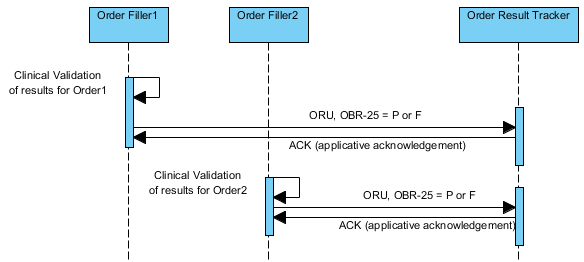 Order Filler1
Order Filler2
Order Result Tracker
Clinical Validation
of results for Order1
ORU, OBR-25 = P or F
ACK (applicative acknowledgement)
Clinical Validation
of results for Order2
ORU, OBR-25 = P or F
ACK (applicative acknowledgement)